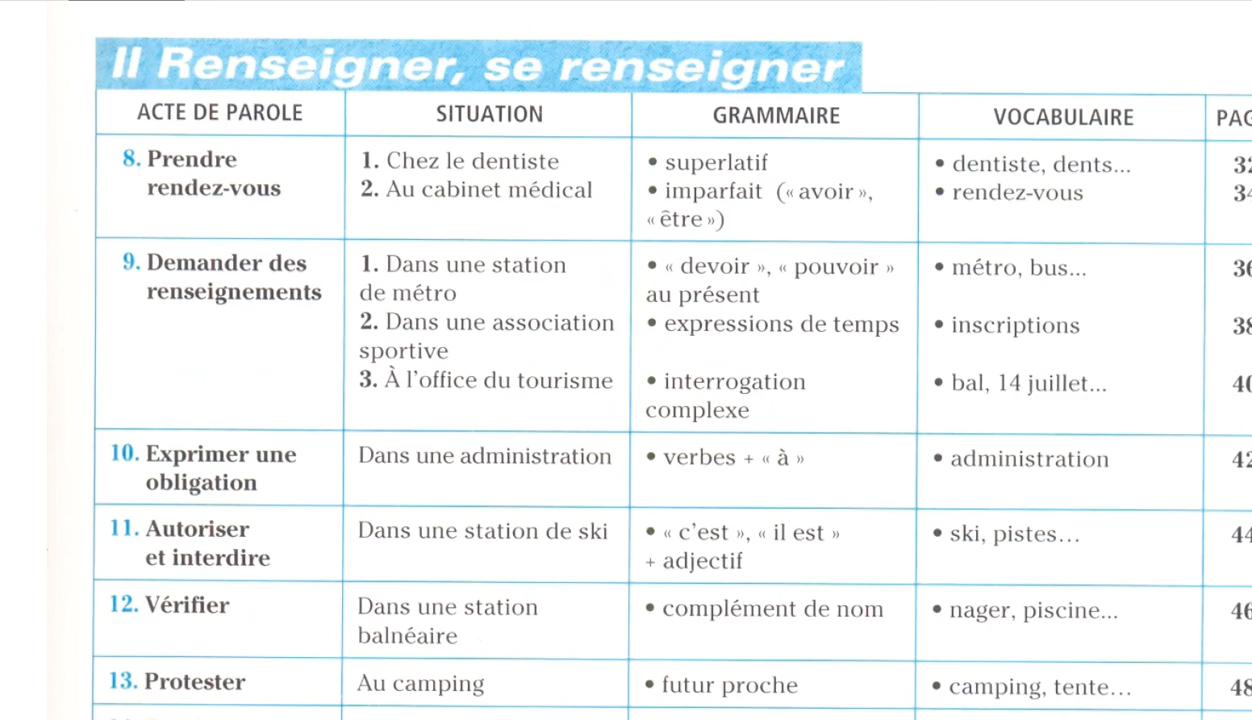 II Renseigner, se renseigner
ACTE DE PAROLE
SITUATION
GRAMMAIRE
VOCABULAIRE
PAG
8. Prendre
rendez-vous
1. Chez le dentiste
2. Au cabinet médical
• superlatif
• imparfait (« avoir »,
« être »)
• dentiste, dents...
• rendez-vous
32
34
9. Demander des
renseignements
1. Dans une station
de métro
2. Dans une association
sportive
3. À l'office du tourisme
• « devoir », « pouvoir »
au présent
• expressions de temps
• interrogation
complexe
• métro, bus...
• inscriptions
• bal, 14 juillet...
36
38
40
10. Exprimer une
obligation
Dans une administration
• verbes + « à »
• administration
42
11. Autoriser
et interdire
Dans une station de ski
• « c'est », « il est »
+ adjectif
• ski, pistes...
44
12. Vérifier
Dans une station
balnéaire
• complément de nom
• nager, piscine...
46
13. Protester
Au camping
• futur proche
• camping, tente...
48